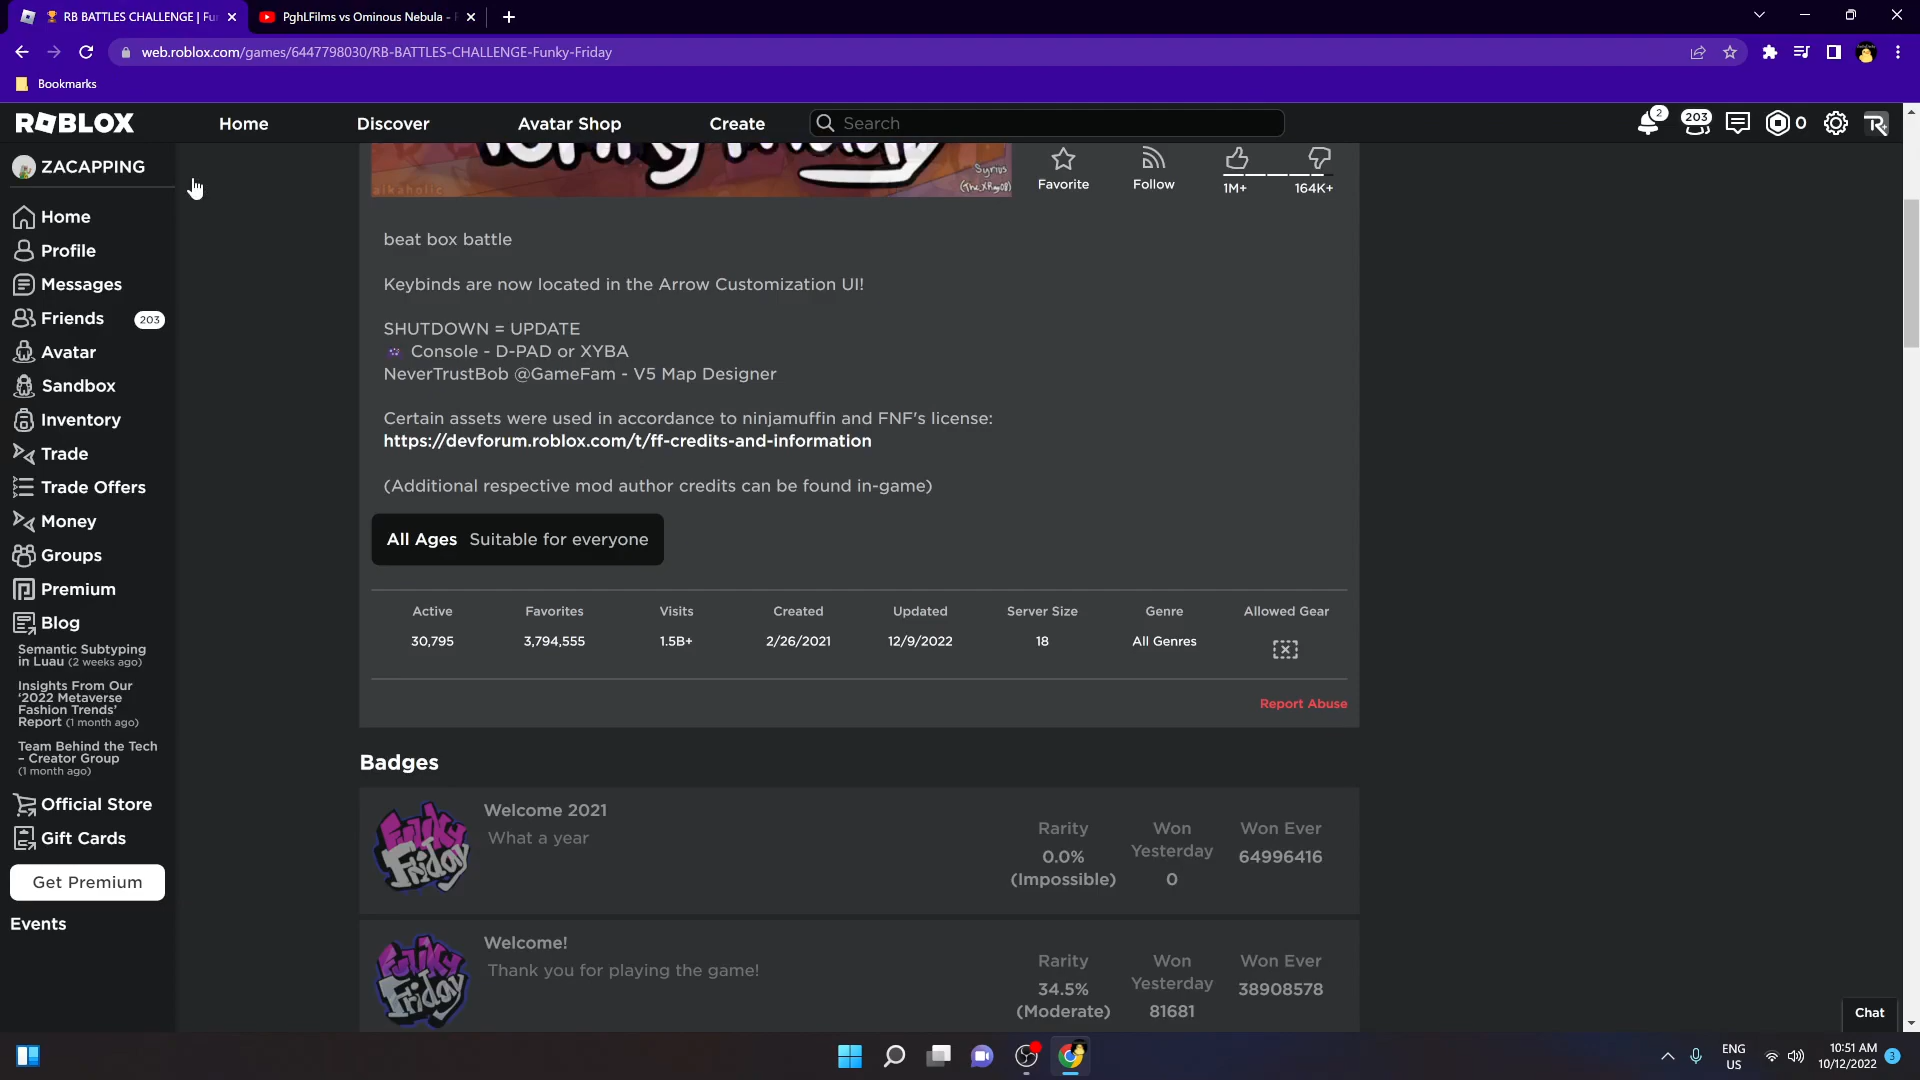 RB BATTLES CHALLENGE | Fu
PghLFilms vs Ominous Nebula -
web.roblox.com/games/6447798030/RB-BATTLES-CHALLENGE-Funky-Friday
Bookmarks
ROBLOX
Home
Discover
Avatar Shop
Create
Search
2
203
0
ZACAPPING
Home
Profile
Messages
Friends
203
Avatar
Sandbox
Inventory
Trade
Trade Offers
Money
Groups
Premium
Blog
Semantic Subtyping
in Luau (2 weeks ago)
Insights From Our
‘2022 Metaverse
Fashion Trends’
Report (1 month ago)
Team Behind the Tech
– Creator Group
(1 month ago)
Official Store
Gift Cards
Get Premium
Events
Funky Friday
aikaholic
Syrius
(The_XRay08)
Favorite
Follow
1M+
164K+
beat box battle
Keybinds are now located in the Arrow Customization UI!
SHUTDOWN = UPDATE
Console - D-PAD or XYBA
NeverTrustBob @GameFam - V5 Map Designer
Certain assets were used in accordance to ninjamuffin and FNF's license:
https://devforum.roblox.com/t/ff-credits-and-information
(Additional respective mod author credits can be found in-game)
All Ages Suitable for everyone
Active
Favorites
Visits
Created
Updated
Server Size
Genre
Allowed Gear
30,795
3,794,555
1.5B+
2/26/2021
12/9/2022
18
All Genres
Report Abuse
Badges
Funky Friday
Welcome 2021
What a year
Rarity
0.0%
(Impossible)
Won
Yesterday
0
Won Ever
64996416
Funky Friday
Welcome!
Thank you for playing the game!
Rarity
34.5%
(Moderate)
Won
Yesterday
81681
Won Ever
38908578
Chat
ENG
US
10:51 AM
10/12/2022
3